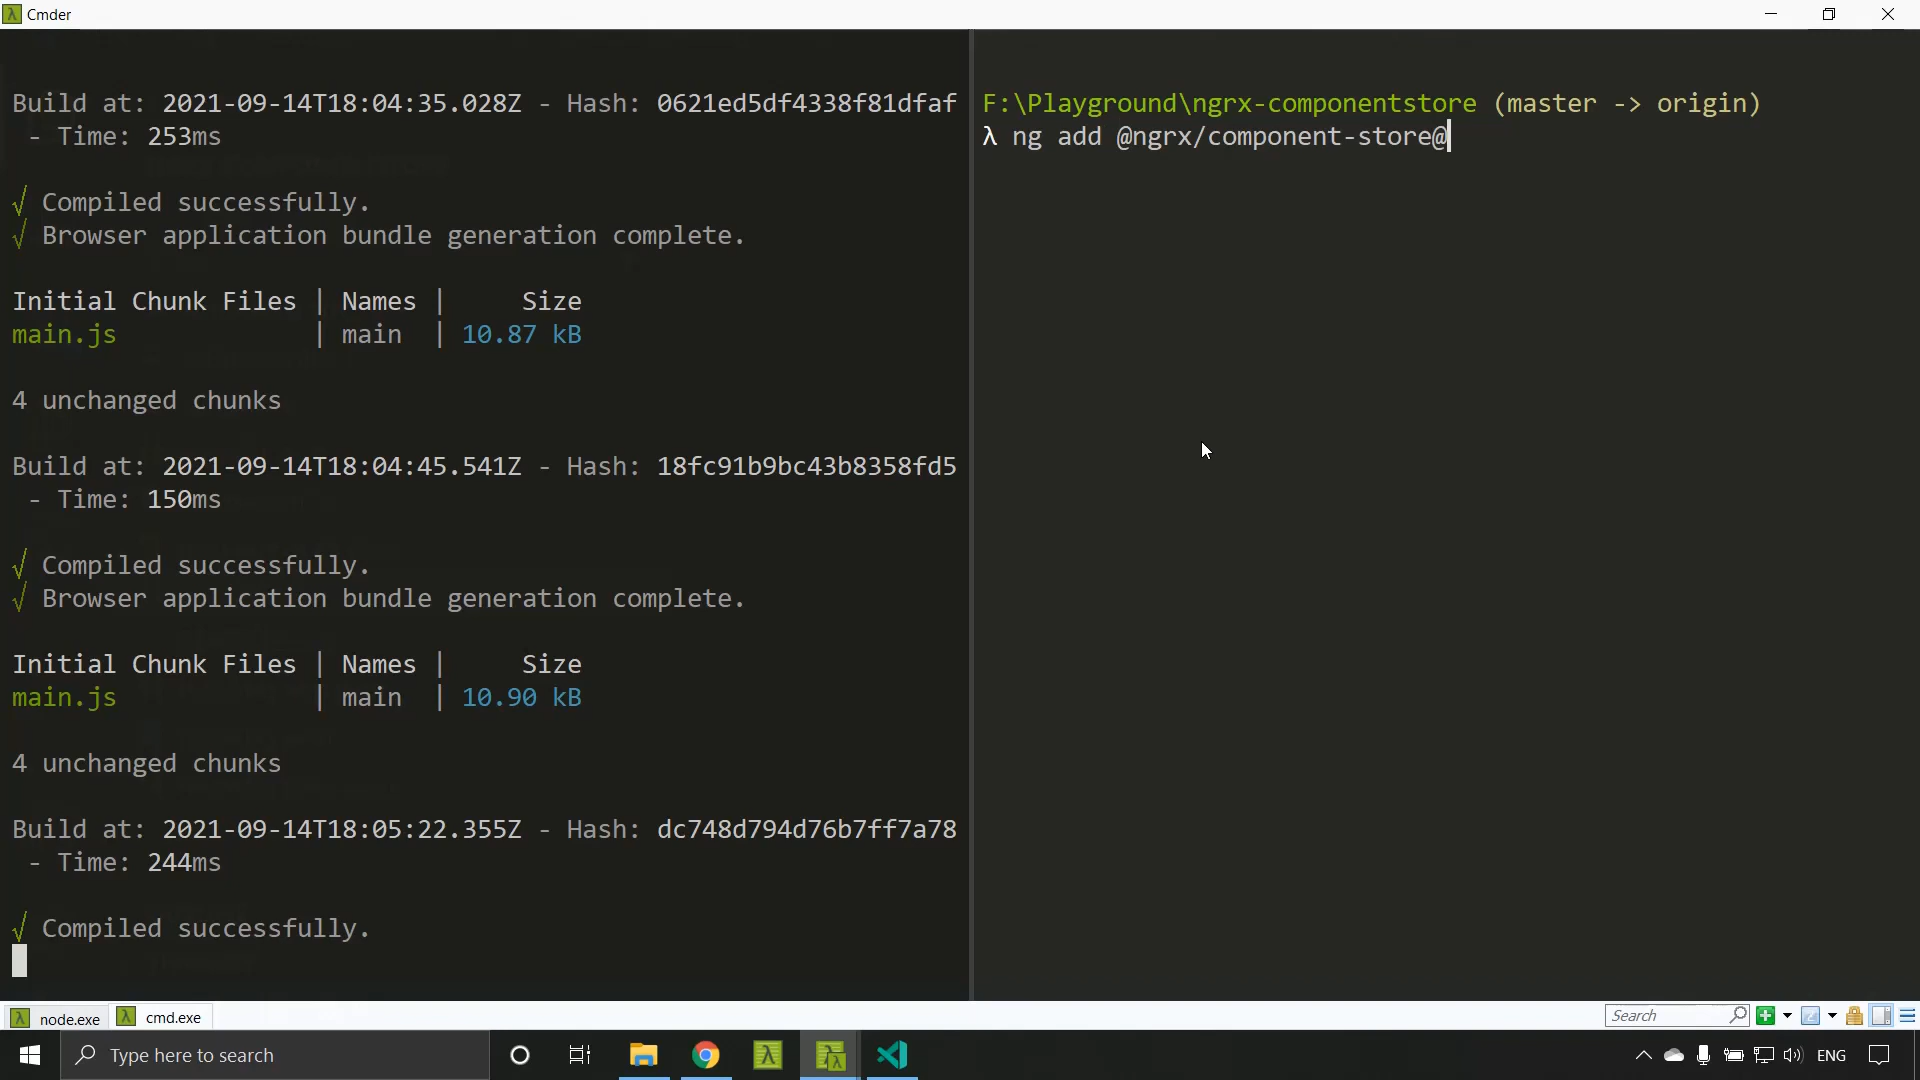 Cmder
Build at: 2021-09-14T18:04:35.028Z - Hash: 0621ed5df4338f81dfaf
- Time: 253ms
√ Compiled successfully.
√ Browser application bundle generation complete.
Initial Chunk Files | Names | Size
main.js | main | 10.87 kB
4 unchanged chunks
Build at: 2021-09-14T18:04:45.541Z - Hash: 18fc91b9bc43b8358fd5
- Time: 150ms
√ Compiled successfully.
√ Browser application bundle generation complete.
Initial Chunk Files | Names | Size
main.js | main | 10.90 kB
4 unchanged chunks
Build at: 2021-09-14T18:05:22.355Z - Hash: dc748d794d76b7ff7a78
- Time: 244ms
√ Compiled successfully.
F:\Playground\ngrx-componentstore (master -> origin)
λ ng add @ngrx/component-store@
node.exe
cmd.exe
Search
Type here to search
ENG